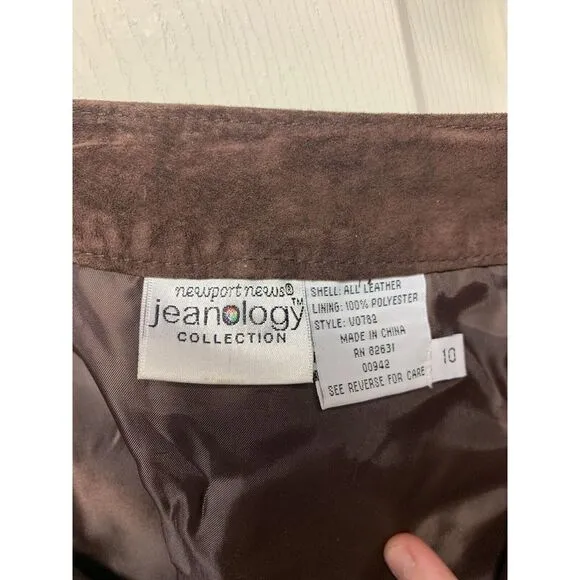 newport news®
jeanology™
COLLECTION
SHELL: ALL LEATHER
LINING: 100% POLYESTER
STYLE: U0782
MADE IN CHINA
RN 82631
00942
SEE REVERSE FOR CARE
10